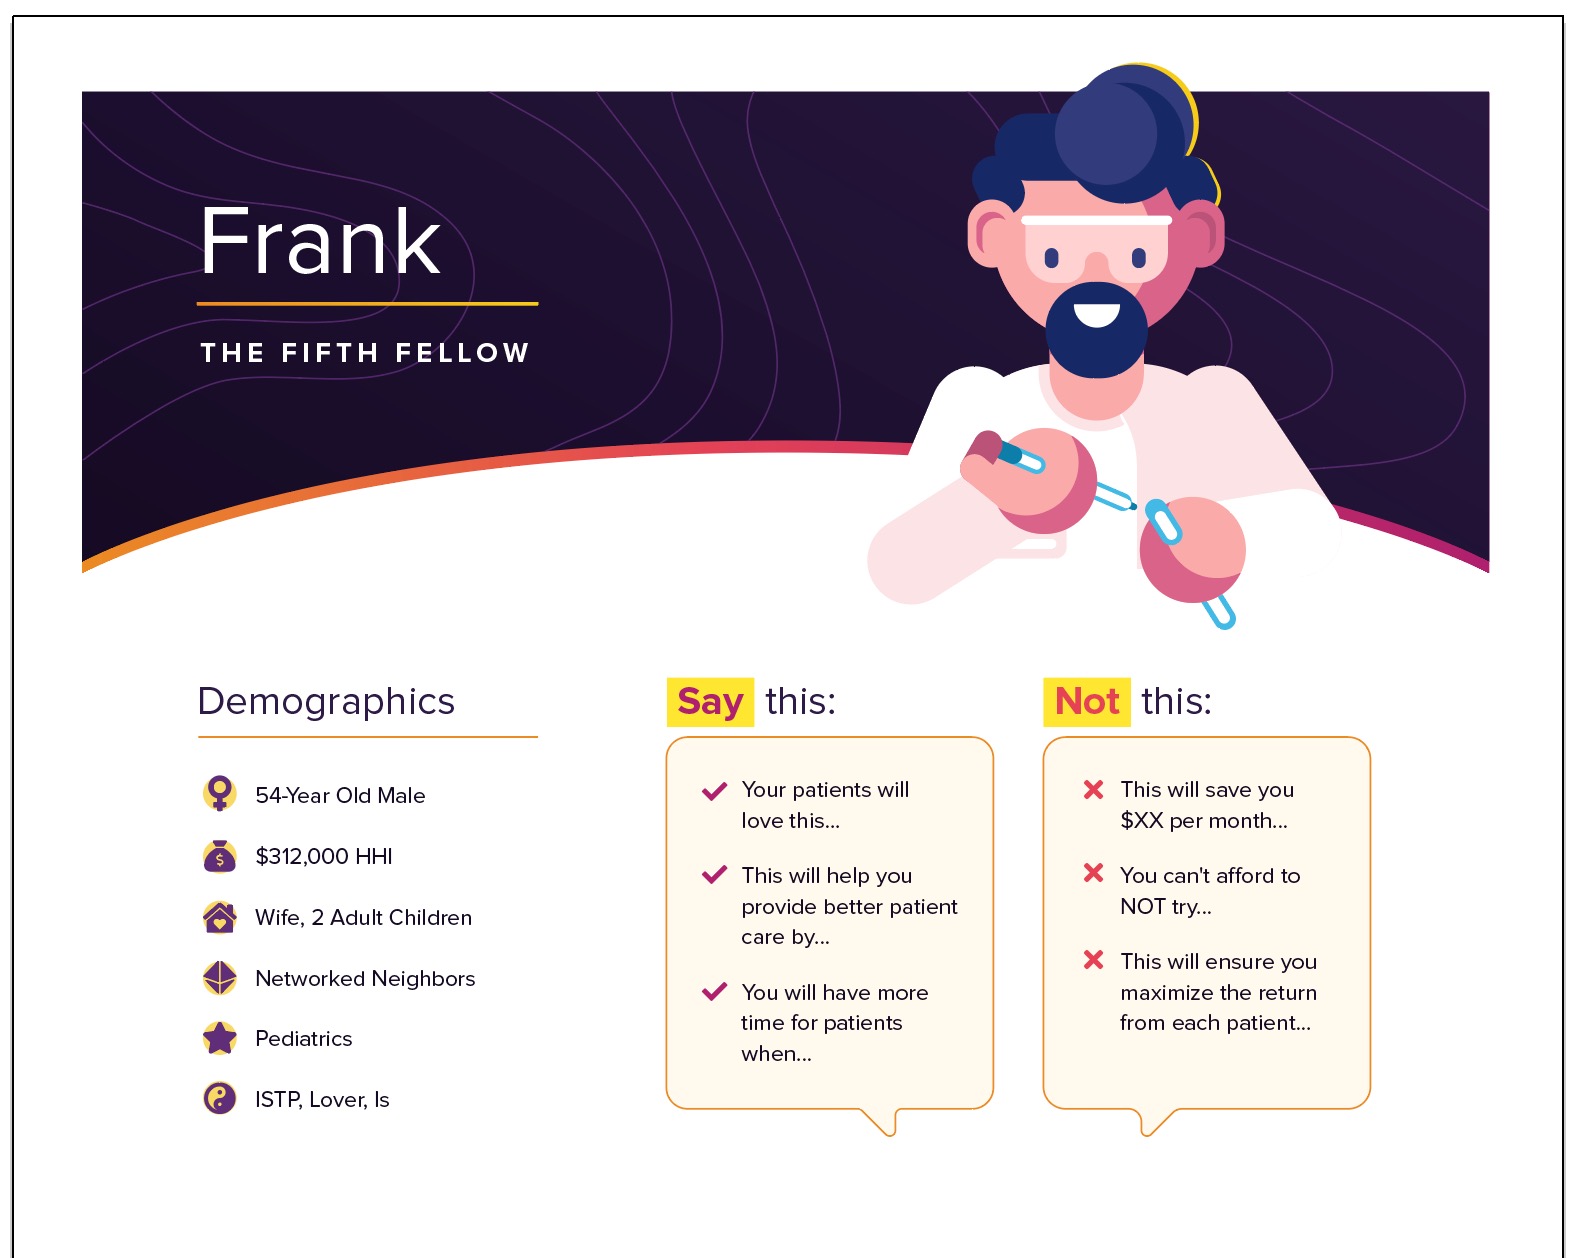 Frank
THE FIFTH FELLOW
Demographics
54-Year Old Male
$312,000 HHI
Wife, 2 Adult Children
Networked Neighbors
Pediatrics
ISTP, Lover, Is
Say this:
Your patients will
love this...
This will help you
provide better patient
care by...
You will have more
time for patients
when...
Not this:
This will save you
$XX per month...
You can't afford to
NOT try...
This will ensure you
maximize the return
from each patient...